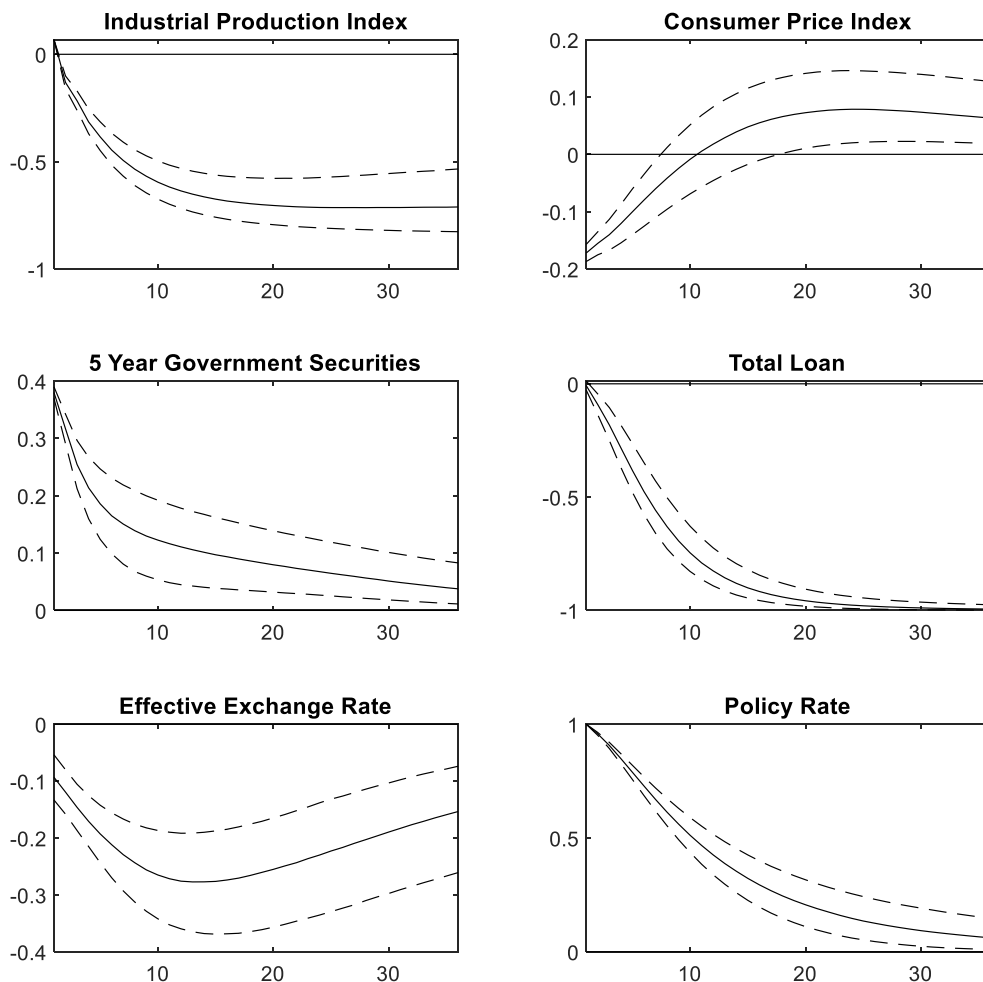 Industrial Production Index
0
-0.5
-1
10 20 30
Consumer Price Index
0.2
0.1
0
-0.1
-0.2
10 20 30
5 Year Government Securities
0.4
0.3
0.2
0.1
0
10 20 30
Total Loan
0
-0.5
-1
10 20 30
Effective Exchange Rate
0
-0.1
-0.2
-0.3
-0.4
10 20 30
Policy Rate
1
0.5
0
10 20 30